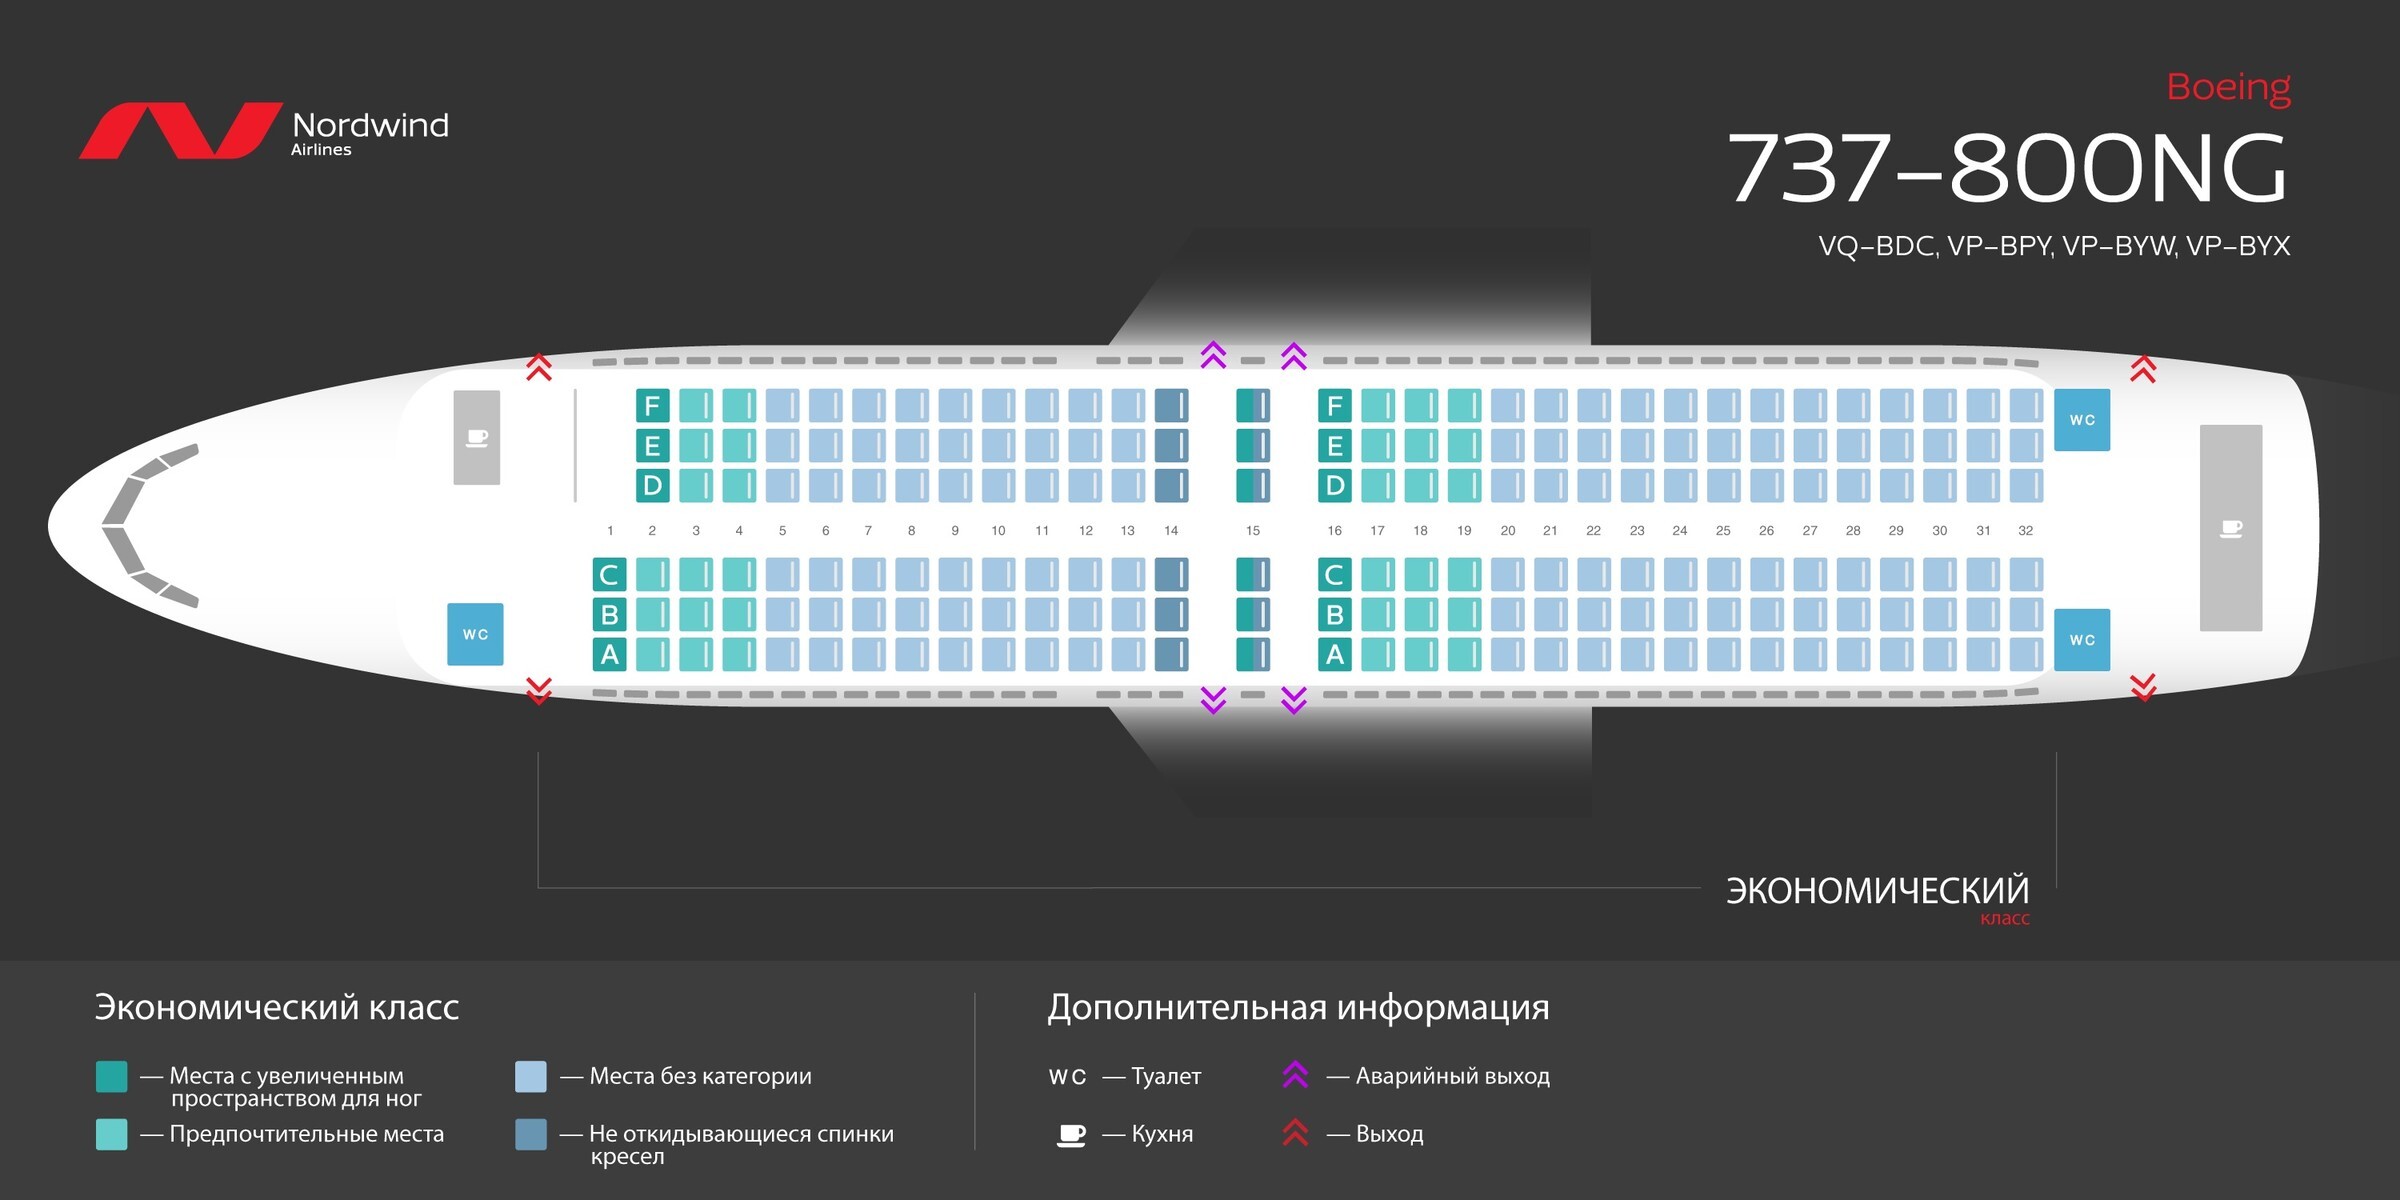 Nordwind
Airlines
Boeing
737-800NG
VQ-BDC, VP-BPY, VP-BYW, VP-BYX
F F
E E
D D
WC
1 2 3 4 5 6 7 8 9 10 11 12 13 14 15 16 17 18 19 20 21 22 23 24 25 26 27 28 29 30 31 32
C C
B B
WC
WC
A A
ЭКОНОМИЧЕСКИЙ
класс
Экономический класс
— Места с увеличенным
пространством для ног
— Предпочтительные места
— Места без категории
— Не откидывающиеся спинки
кресел
Дополнительная информация
WC — Туалет
— Кухня
— Аварийный выход
— Выход